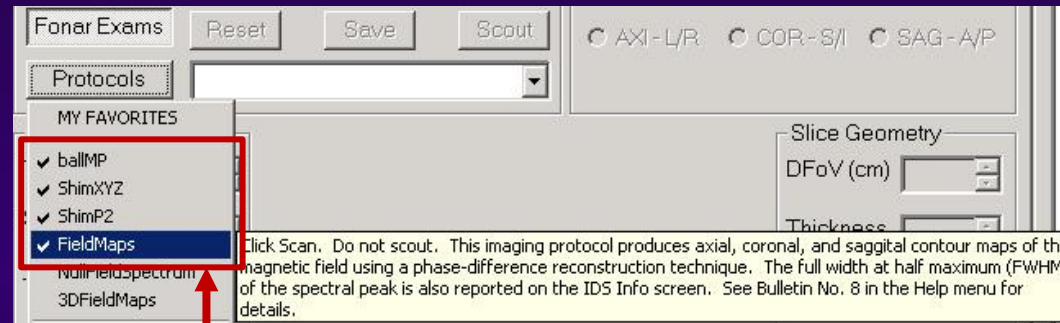 Fonar Exams Reset Save Scout
AXI-L/R COR-S/I SAG-A/P
Protocols
MY FAVORITES
Slice Geometry
ballMP
DFoV (cm)
ShimXYZ
ShimP2
Thickness
FieldMaps
Click Scan. Do not scout. This imaging protocol produces axial, coronal, and saggital contour maps of th
magnetic field using a phase-difference reconstruction technique. The full width at half maximum (FWHM
of the spectral peak is also reported on the IDS Info screen. See Bulletin No. 8 in the Help menu for
details.
NullFieldSpectrum
3DFieldMaps